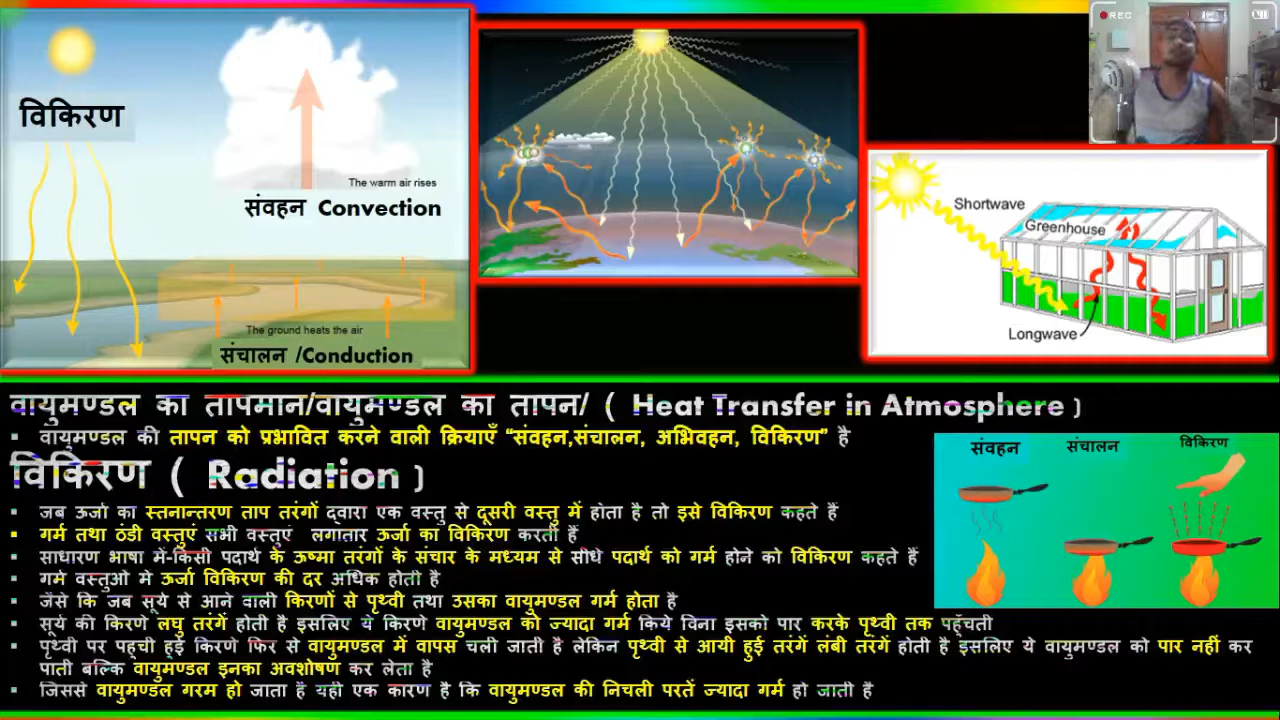 REC
विकिरण
The warm air rises
संवहन Convection
The ground heats the air
संचालन /Conduction
Shortwave
Greenhouse
Longwave
वायुमण्डल का तापमान/वायुमण्डल का तापन/ ( Heat Transfer in Atmosphere )
वायुमण्डल की तापन को प्रभावित करने वाली क्रियाएँ “संवहन,संचालन, अभिवहन, विकिरण” है
विकिरण ( Radiation )
जब ऊर्जा का स्तनान्तरण ताप तरंगों द्वारा एक वस्तु से दूसरी वस्तु में होता है तो इसे विकिरण कहते हैं
गर्म तथा ठंडी वस्तुएं सभी वस्तुएं लगातार ऊर्जा का विकिरण करती हैं
साधारण भाषा में-किसी पदार्थ के ऊष्मा तरंगों के संचार के मध्यम से सीधे पदार्थ को गर्म होने को विकिरण कहते हैं
गर्म वस्तुओं में ऊर्जा विकिरण की दर अधिक होती है
जैसे कि जब सूर्य से आने वाली किरणों से पृथ्वी तथा उसका वायुमण्डल गर्म होता है
सूर्य की किरणें लघु तरंगें होती है इसलिए ये किरणे वायुमण्डल को ज्यादा गर्म किये बिना इसको पार करके पृथ्वी तक पहुँचती
पृथ्वी पर पहुची हुई किरणे फिर से वायुमण्डल में वापस चली जाती है लेकिन पृथ्वी से आयी हुई तरंगें लंबी तरंगें होती है इसलिए ये वायुमण्डल को पार नहीं कर
पाती बल्कि वायुमण्डल इनका अवशोषण कर लेता है
जिससे वायुमण्डल गरम हो जाता है यही एक कारण है कि वायुमण्डल की निचली परतें ज्यादा गर्म हो जाती हैं
संवहन
संचालन
विकिरण